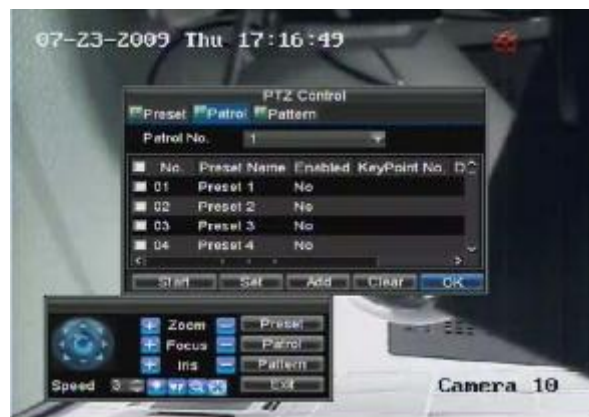 07-23-2009 Thu 17:16:49
PTZ Control
Preset Patrol Pattern
Patrol No. 1
No. Preset Name Enabled KeyPoint No. D
01 Preset 1 No
02 Preset 2 No
03 Preset 3 No
04 Preset 4 No
Start Set Add Clear OK
Zoom Preset
Focus Patrol
Iris Pattern
Speed 3 Exit
Camera 10